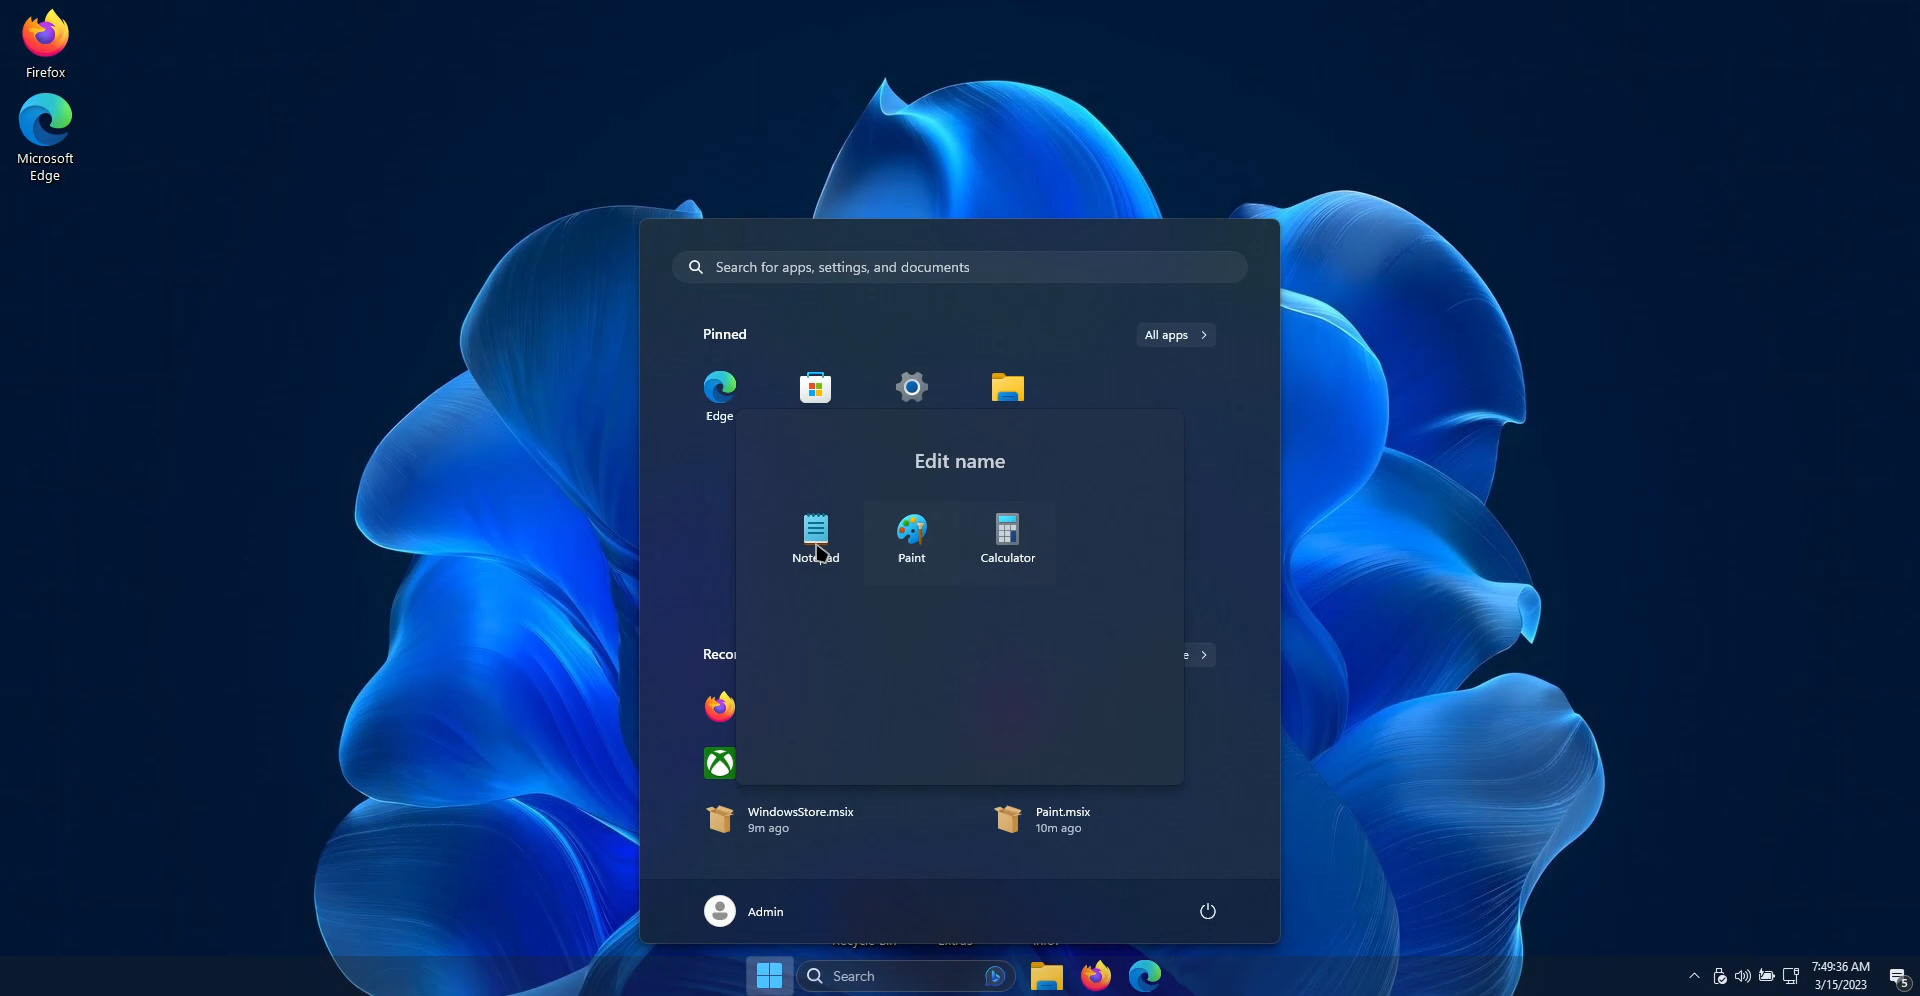 Firefox
Microsoft
Edge
Search for apps, settings, and documents
Pinned
All apps
Edge
Edit name
Notepad
Paint
Calculator
WindowsStore.msix
9m ago
Paint.msix
10m ago
Admin
Search
7:49:36 AM
3/15/2023
5